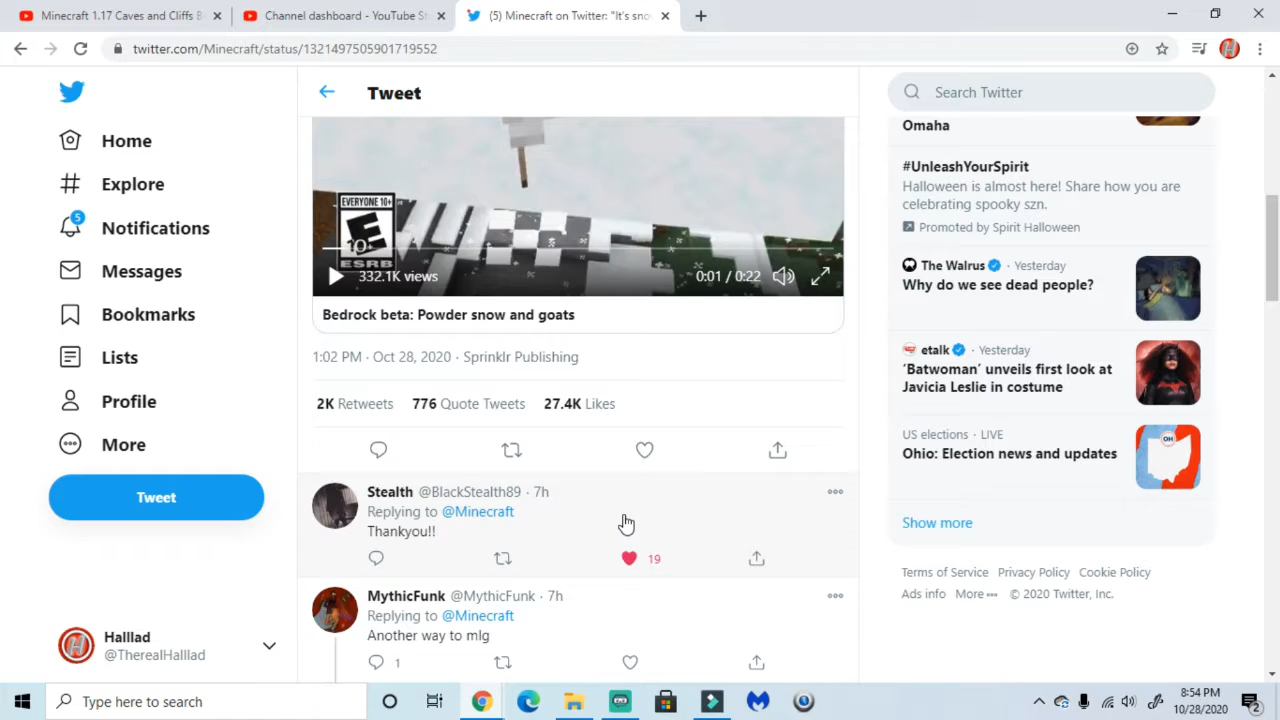 Minecraft 1.17 Caves and Cliffs B
Channel dashboard - YouTube St
(5) Minecraft on Twitter: "It's sno
twitter.com/Minecraft/status/1321497505901719552
Home
Explore
5
Notifications
Messages
Bookmarks
Lists
Profile
More
Tweet
Halllad
@TherealHalllad
Tweet
EVERYONE 10+
E
10+
ESRB
332.1K views
0:01 / 0:22
Bedrock beta: Powder snow and goats
1:02 PM · Oct 28, 2020 · Sprinklr Publishing
2K Retweets 776 Quote Tweets 27.4K Likes
Stealth @BlackStealth89 · 7h
Replying to @Minecraft
Thankyou!!
19
MythicFunk @MythicFunk · 7h
Replying to @Minecraft
Another way to mlg
1
Search Twitter
Omaha
#UnleashYourSpirit
Halloween is almost here! Share how you are
celebrating spooky szn.
Promoted by Spirit Halloween
The Walrus · Yesterday
Why do we see dead people?
etalk · Yesterday
‘Batwoman’ unveils first look at
Javicia Leslie in costume
US elections · LIVE
Ohio: Election news and updates
OH
Show more
Terms of Service Privacy Policy Cookie Policy
Ads info More ··· © 2020 Twitter, Inc.
Type here to search
8:54 PM
10/28/2020
2